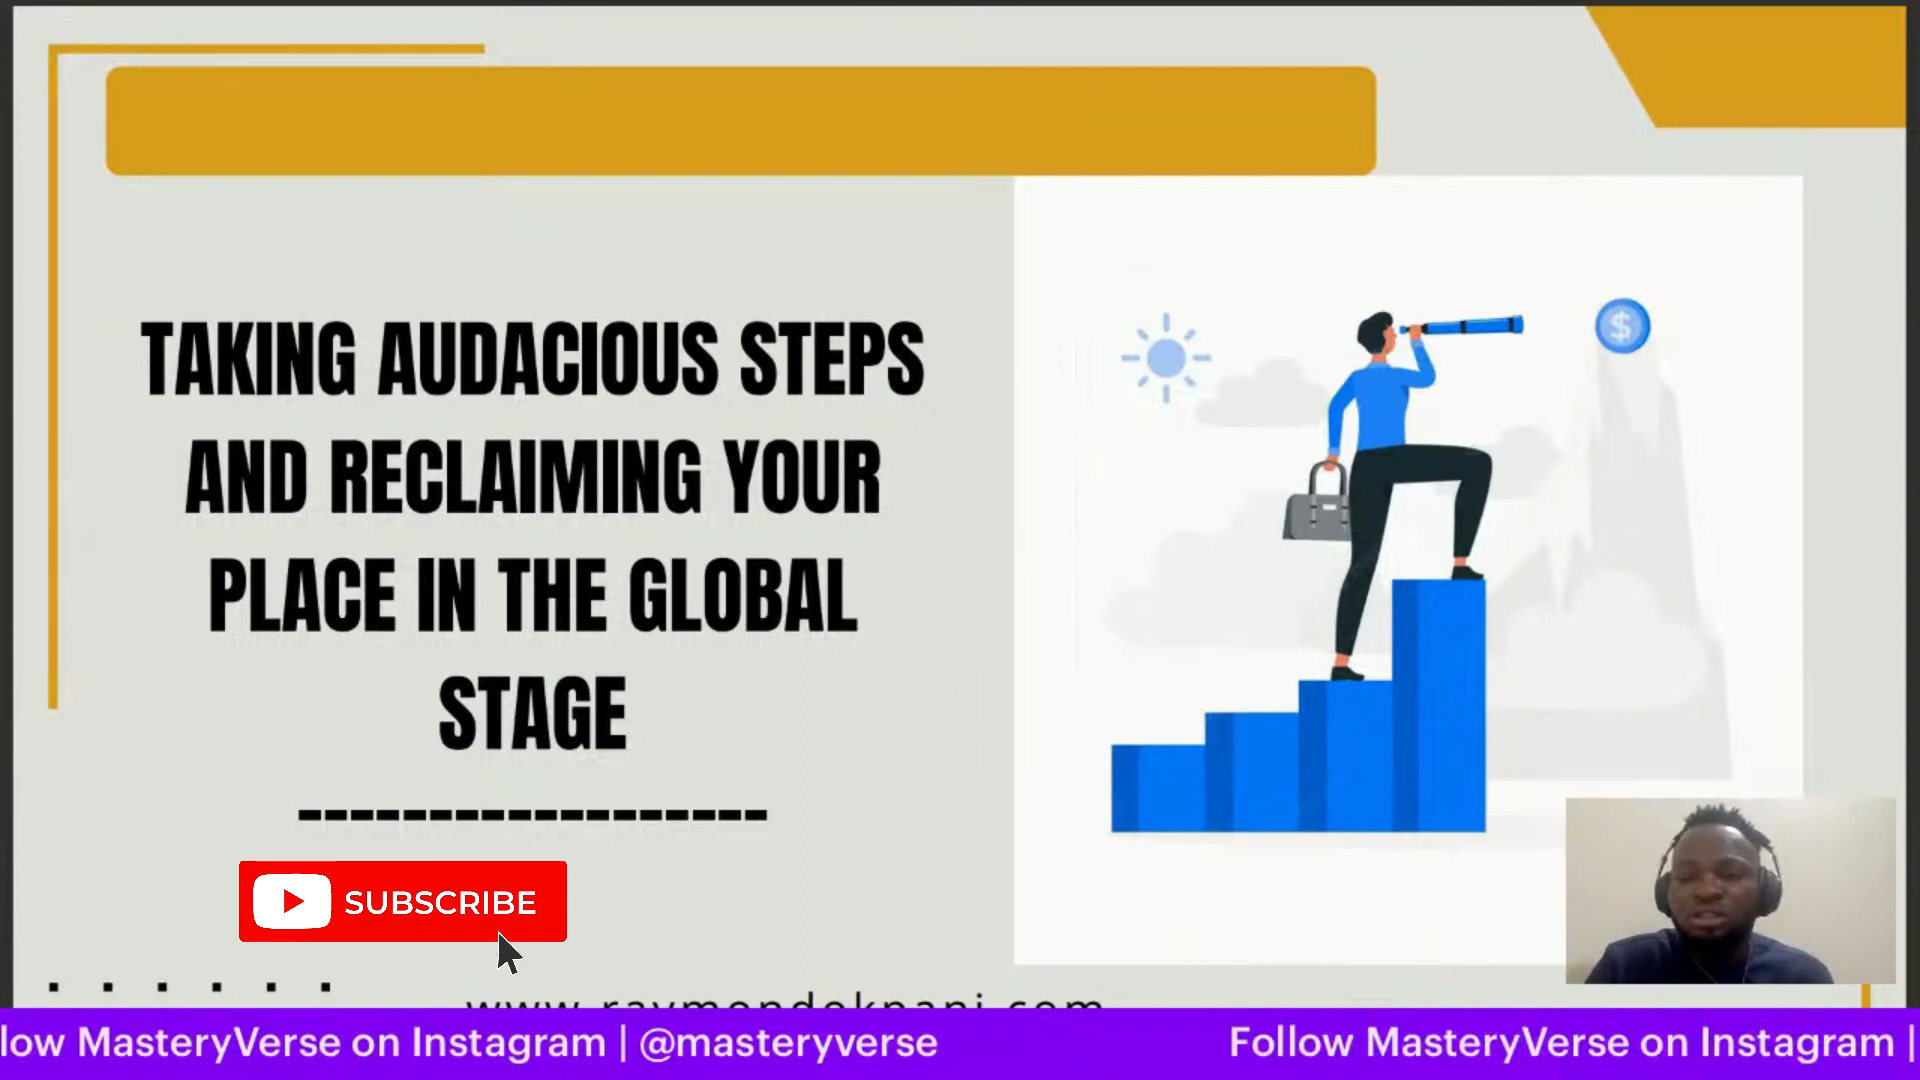 TAKING AUDACIOUS STEPS
AND RECLAIMING YOUR
PLACE IN THE GLOBAL
STAGE
------------------
$
SUBSCRIBE
low MasteryVerse on Instagram | @masteryverse
Follow MasteryVerse on Instagram |